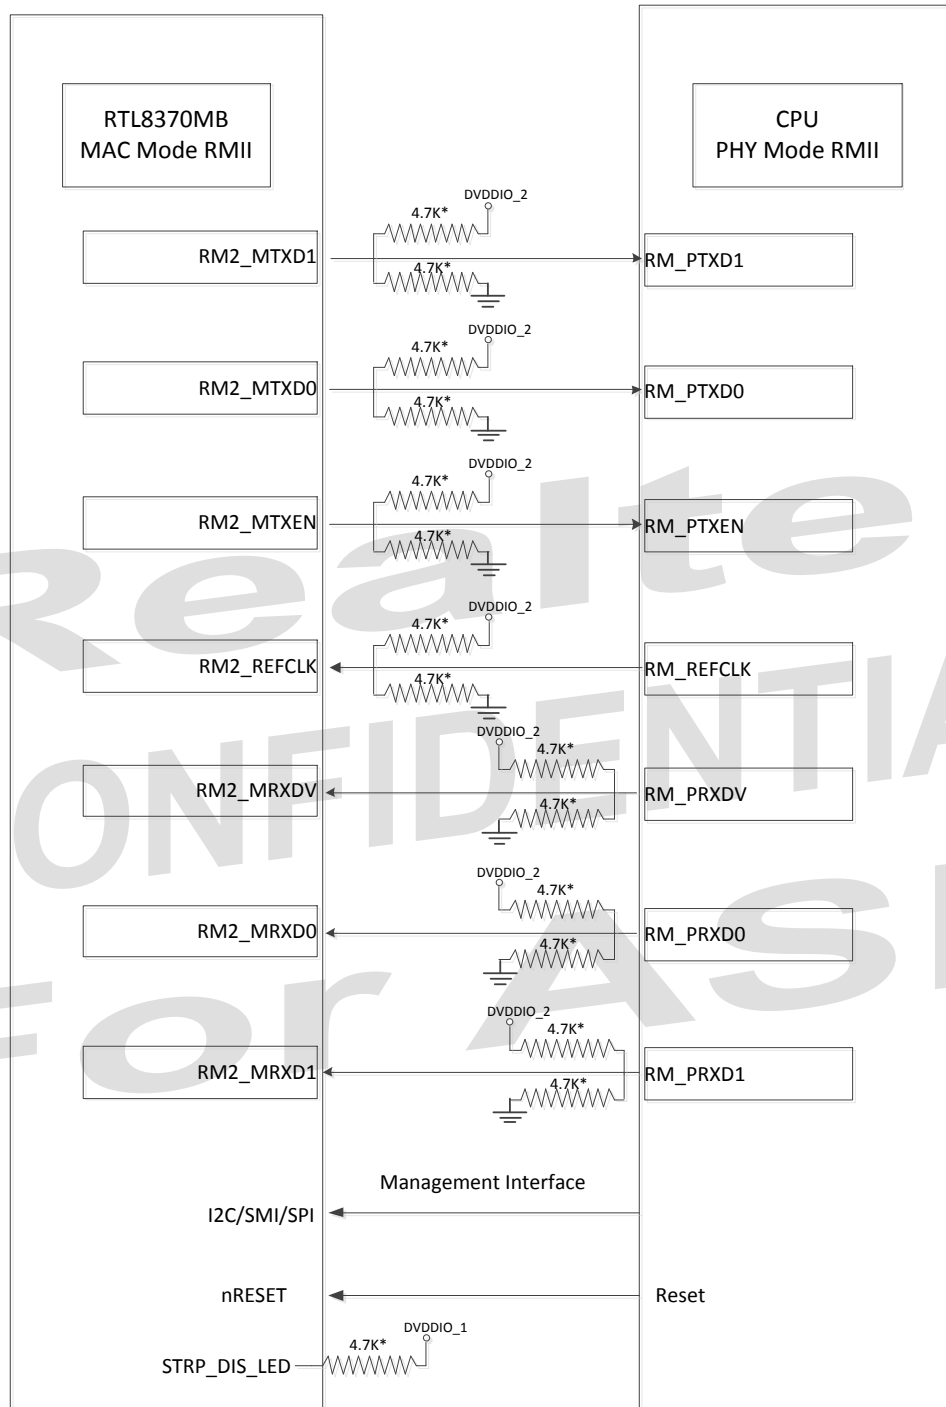 RTL8370MB
MAC Mode RMII
CPU
PHY Mode RMII
DVDDIO_2
4.7K*
RM2_MTXD1
RM_PTXD1
4.7K*
DVDDIO_2
4.7K*
RM2_MTXD0
RM_PTXD0
4.7K*
DVDDIO_2
4.7K*
RM2_MTXEN
RM_PTXEN
4.7K*
DVDDIO_2
4.7K*
RM2_REFCLK
RM_REFCLK
4.7K*
DVDDIO_2
4.7K*
RM2_MRXDV
RM_PRXDV
4.7K*
DVDDIO_2
4.7K*
RM2_MRXD0
RM_PRXD0
4.7K*
DVDDIO_2
4.7K*
RM2_MRXD1
RM_PRXD1
4.7K*
Management Interface
I2C/SMI/SPI
nRESET
Reset
DVDDIO_1
4.7K*
STRP_DIS_LED
Realte
CONFIDENTIA
For